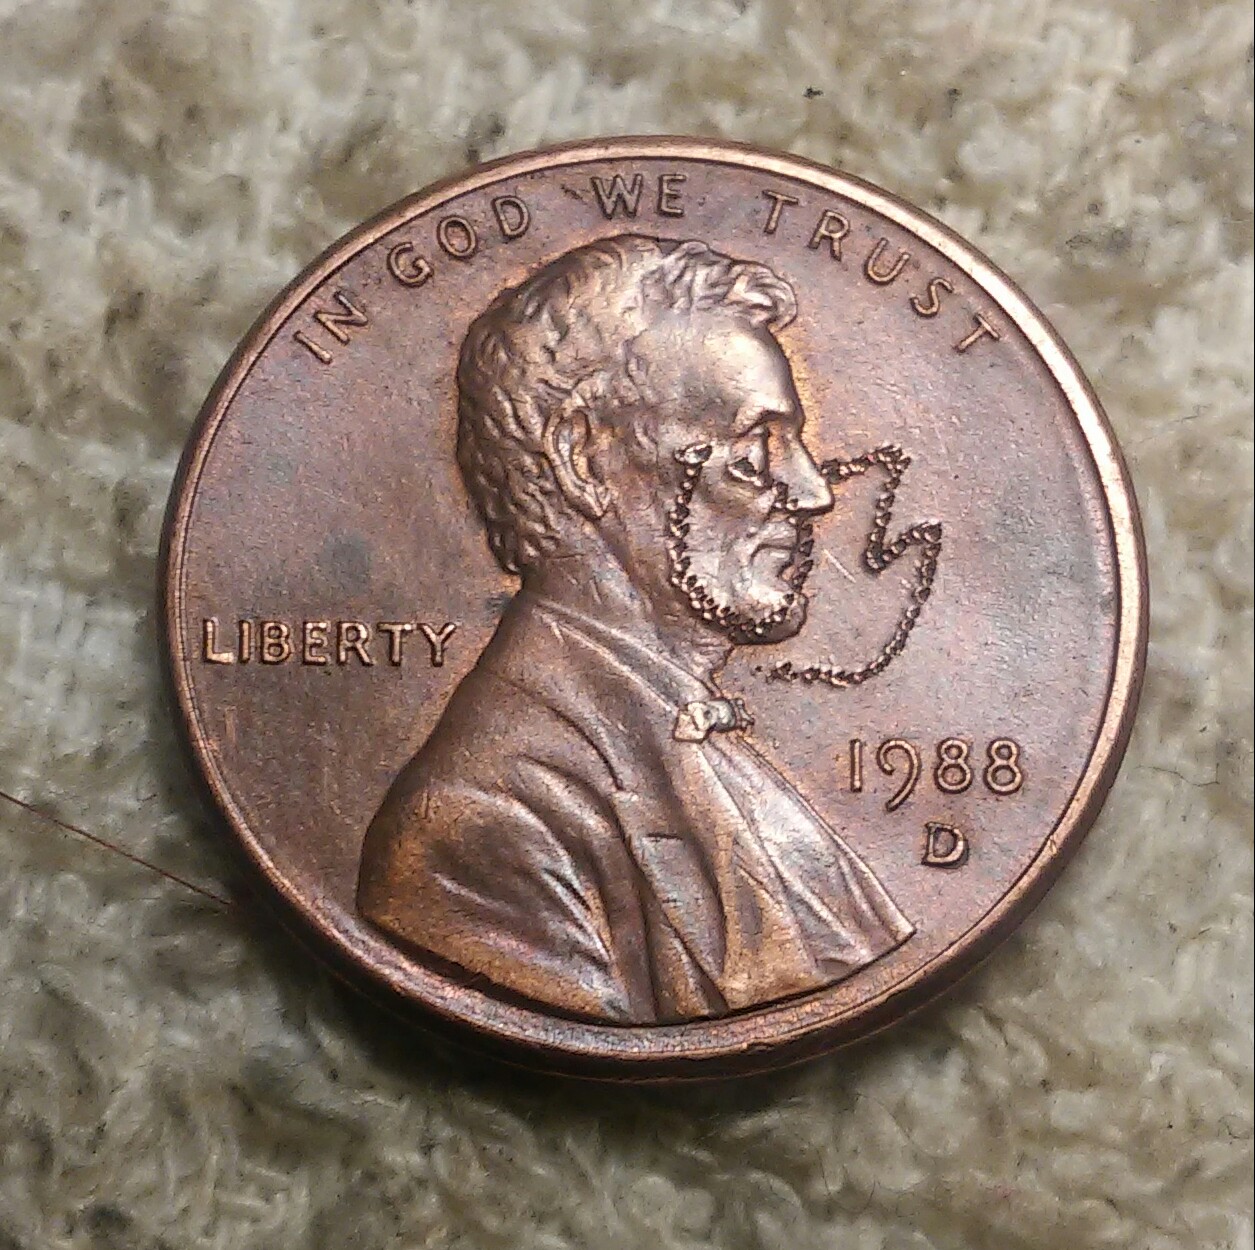 IN GOD WE TRUST
LIBERTY
1988
D